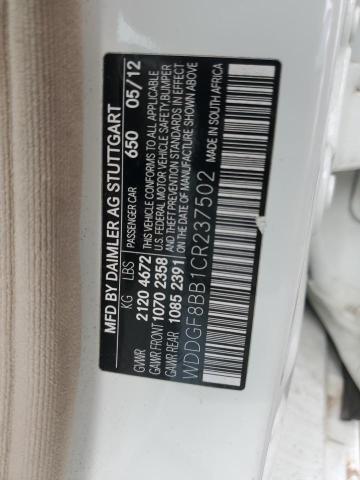 MFD BY DAIMLER AG STUTTGART
PASSENGER CAR 650 05/12
KG LBS
GVWR 2120 4672
GAWR FRONT 1070 2358
GAWR REAR 1085 2391
THIS VEHICLE CONFORMS TO ALL APPLICABLE
U.S. FEDERAL MOTOR VEHICLE SAFETY, BUMPER
AND THEFT PREVENTION STANDARDS IN EFFECT
ON THE DATE OF MANUFACTURE SHOWN ABOVE.
WDDGF8BB1CR237502
MADE IN SOUTH AFRICA